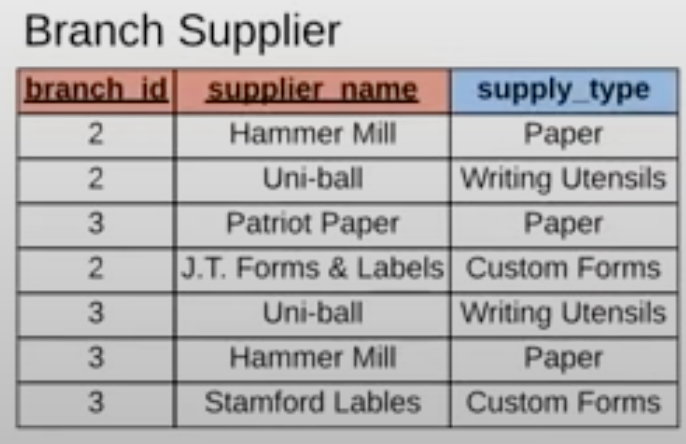 Branch Supplier
branch_id supplier_name supply_type
2 Hammer Mill Paper
2 Uni-ball Writing Utensils
3 Patriot Paper Paper
2 J.T. Forms & Labels Custom Forms
3 Uni-ball Writing Utensils
3 Hammer Mill Paper
3 Stamford Lables Custom Forms